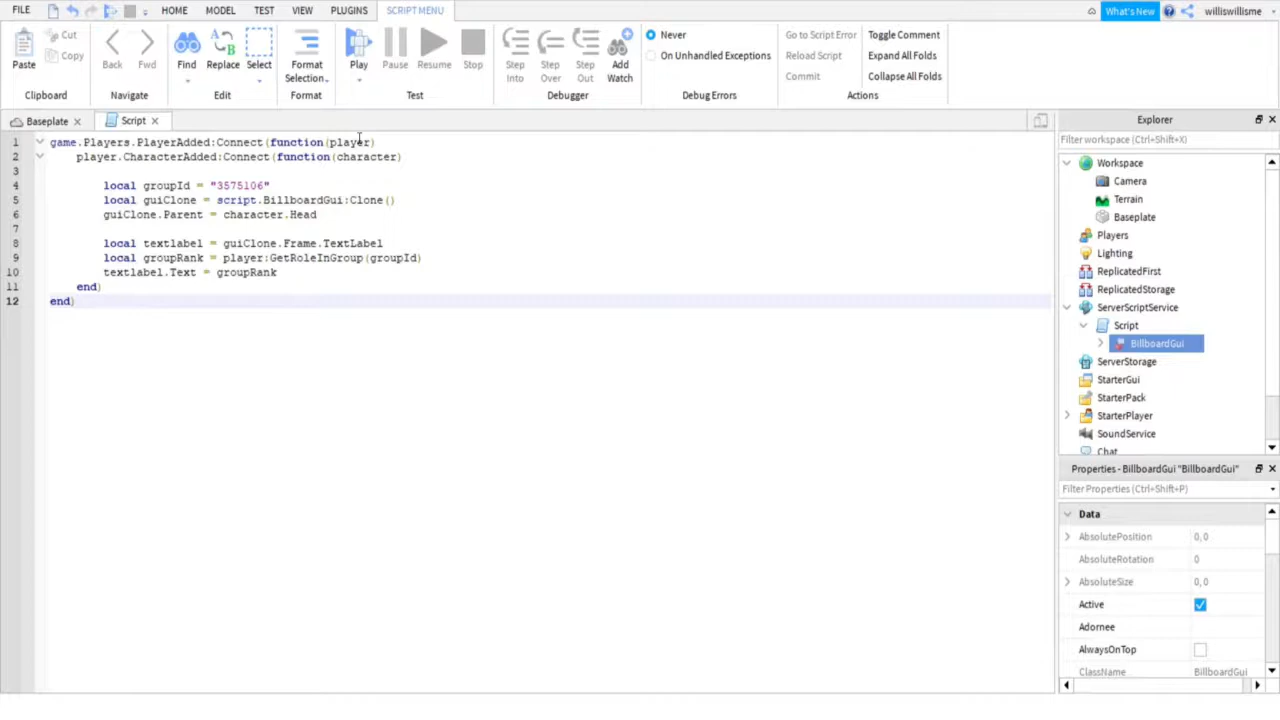 FILE HOME MODEL TEST VIEW PLUGINS SCRIPT MENU What's New williswillisme
Paste Cut Copy
Clipboard
Back Fwd
Navigate
Find Replace Select
Edit
Format Selection
Format
Play Pause Resume Stop
Test
Step Into Step Over Step Out Add Watch
Debugger
Never
On Unhandled Exceptions
Debug Errors
Go to Script Error Toggle Comment
Reload Script Expand All Folds
Commit Collapse All Folds
Actions
Baseplate Script
1 game.Players.PlayerAdded:Connect(function(player)
2 player.CharacterAdded:Connect(function(character)
3
4 local groupId = "3575106"
5 local guiClone = script.BillboardGui:Clone()
6 guiClone.Parent = character.Head
7
8 local textlabel = guiClone.Frame.TextLabel
9 local groupRank = player:GetRoleInGroup(groupId)
10 textlabel.Text = groupRank
11 end)
12 end)
Explorer
Filter workspace (Ctrl+Shift+X)
Workspace
Camera
Terrain
Baseplate
Players
Lighting
ReplicatedFirst
ReplicatedStorage
ServerScriptService
Script
BillboardGui
ServerStorage
StarterGui
StarterPack
StarterPlayer
SoundService
Chat
Properties - BillboardGui "BillboardGui"
Filter Properties (Ctrl+Shift+P)
Data
AbsolutePosition 0, 0
AbsoluteRotation 0
AbsoluteSize 0, 0
Active
Adornee
AlwaysOnTop
ClassName BillboardGui